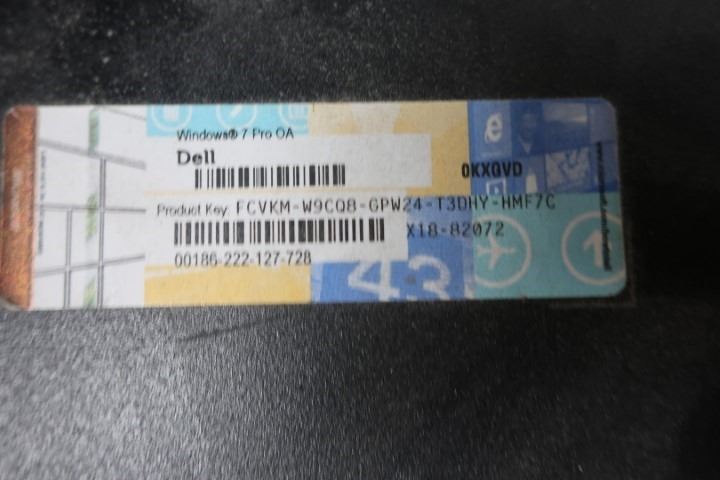 Windows® 7 Pro OA
Dell
0KXGVD
Product Key: FCVKM-W9CQ8-GPW24-T3DHY-HMF7C
X18-82072
00186-222-127-728
43